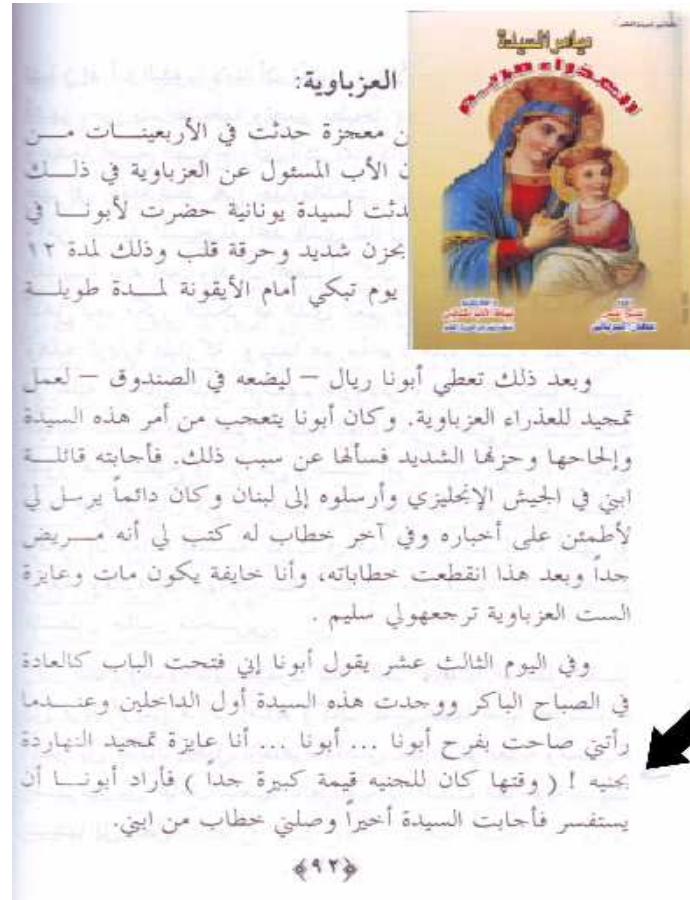 ميامر السيدة
العذراء مريم
العزباوية:
ن معجزة حدثت في الأربعينات من
ن الأب المسئول عن العزباوية في ذلك
دثت لسيدة يونانية حضرت لأبونا في
بحزن شديد وحرقة قلب وذلك لمدة ١٢
يوم تبكي أمام الأيقونة لمدة طويلة
وبعد ذلك تعطي أبونا ريال – ليضعه في الصندوق – لعمل
تمجيد للعذراء العزباوية. وكان أبونا يتعجب من أمر هذه السيدة
وإلحاحها وحزنها الشديد فسألها عن سبب ذلك. فأجابته قائلة
ابني في الجيش الإنجليزي وأرسلوه إلى لبنان وكان دائماً يرسل لي
لأطمئن على أخباره وفي آخر خطاب له كتب لي أنه مريض
جداً وبعد هذا انقطعت خطاباته، وأنا خايفة يكون مات وعايزة
الست العزباوية ترجعهولي سليم .
وفي اليوم الثالث عشر يقول أبونا إني فتحت الباب كالعادة
في الصباح الباكر ووجدت هذه السيدة أول الداخلين وعندما
رأتني صاحت بفرح أبونا ... أبونا ... أنا عايزة تمجيد النهاردة
بجنيه ! ( وقتها كان للجنيه قيمة كبيرة جداً ) فأراد أبونا أن
يستفسر فأجابت السيدة أخيراً وصلني خطاب من ابني.
﴿٩٢﴾